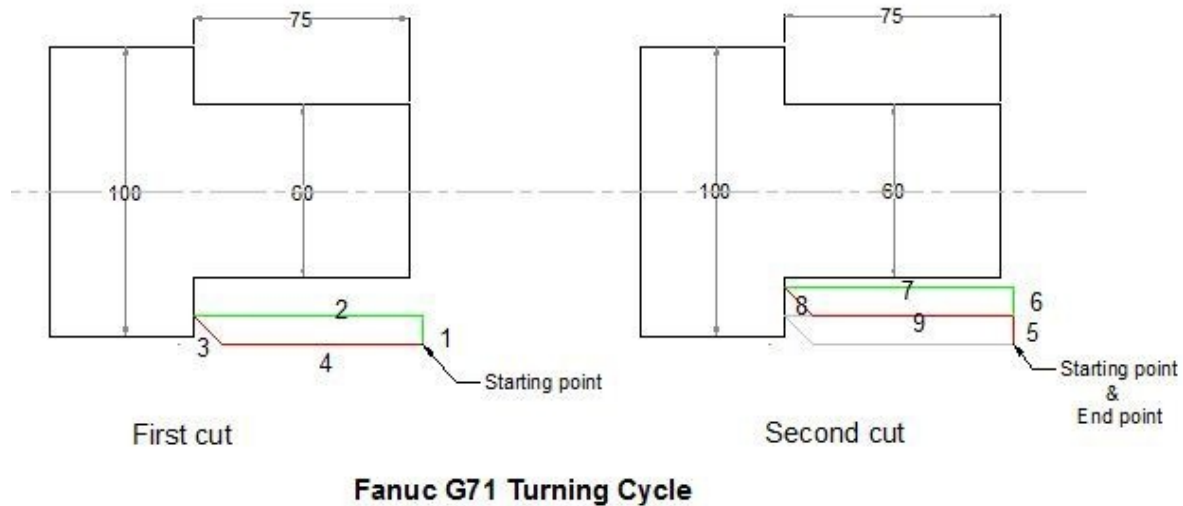 75
100
60
2
1
3
4
Starting point
First cut
75
100
60
7
8
9
6
5
Starting point
&
End point
Second cut
Fanuc G71 Turning Cycle